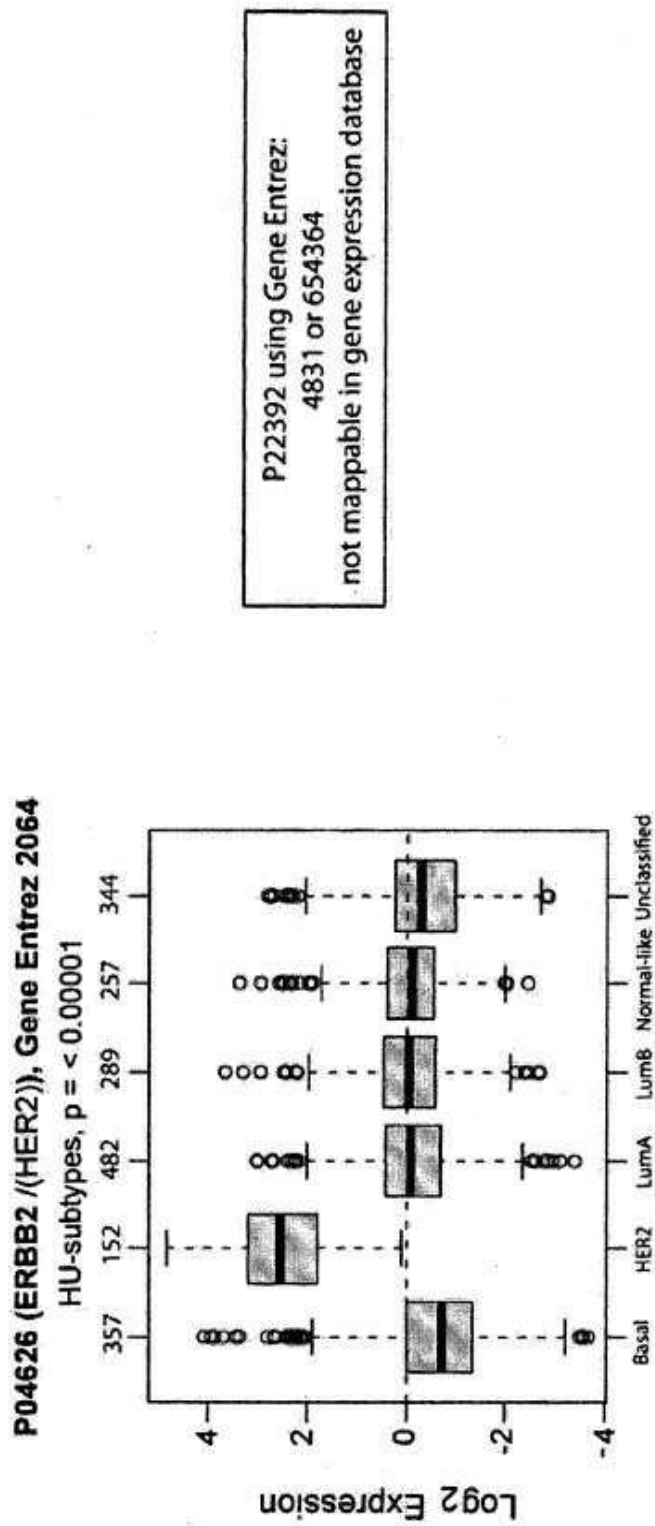 P04626 (ERBB2 /(HER2)), Gene Entrez 2064
HU-subtypes, p = < 0.00001
357 152 482 289 257 344
Log2 Expression
4
2
0
-2
-4
Basal HER2 LumA LumB Normal-like Unclassified
P22392 using Gene Entrez:
4831 or 654364
not mappable in gene expression database